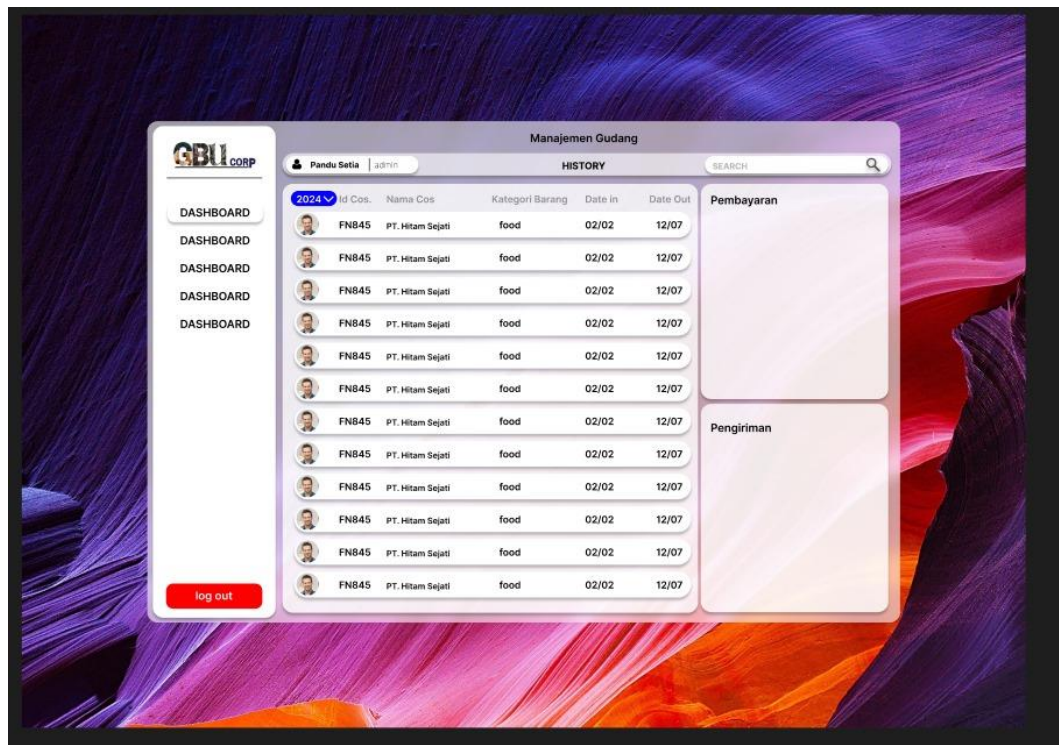 GBU CORP
DASHBOARD
DASHBOARD
DASHBOARD
DASHBOARD
DASHBOARD
log out
Manajemen Gudang
Pandu Setia | admin
HISTORY
SEARCH
2024 Id Cos. Nama Cos Kategori Barang Date in Date Out
FN845 PT. Hitam Sejati food 02/02 12/07
FN845 PT. Hitam Sejati food 02/02 12/07
FN845 PT. Hitam Sejati food 02/02 12/07
FN845 PT. Hitam Sejati food 02/02 12/07
FN845 PT. Hitam Sejati food 02/02 12/07
FN845 PT. Hitam Sejati food 02/02 12/07
FN845 PT. Hitam Sejati food 02/02 12/07
FN845 PT. Hitam Sejati food 02/02 12/07
FN845 PT. Hitam Sejati food 02/02 12/07
FN845 PT. Hitam Sejati food 02/02 12/07
FN845 PT. Hitam Sejati food 02/02 12/07
FN845 PT. Hitam Sejati food 02/02 12/07
Pembayaran
Pengiriman